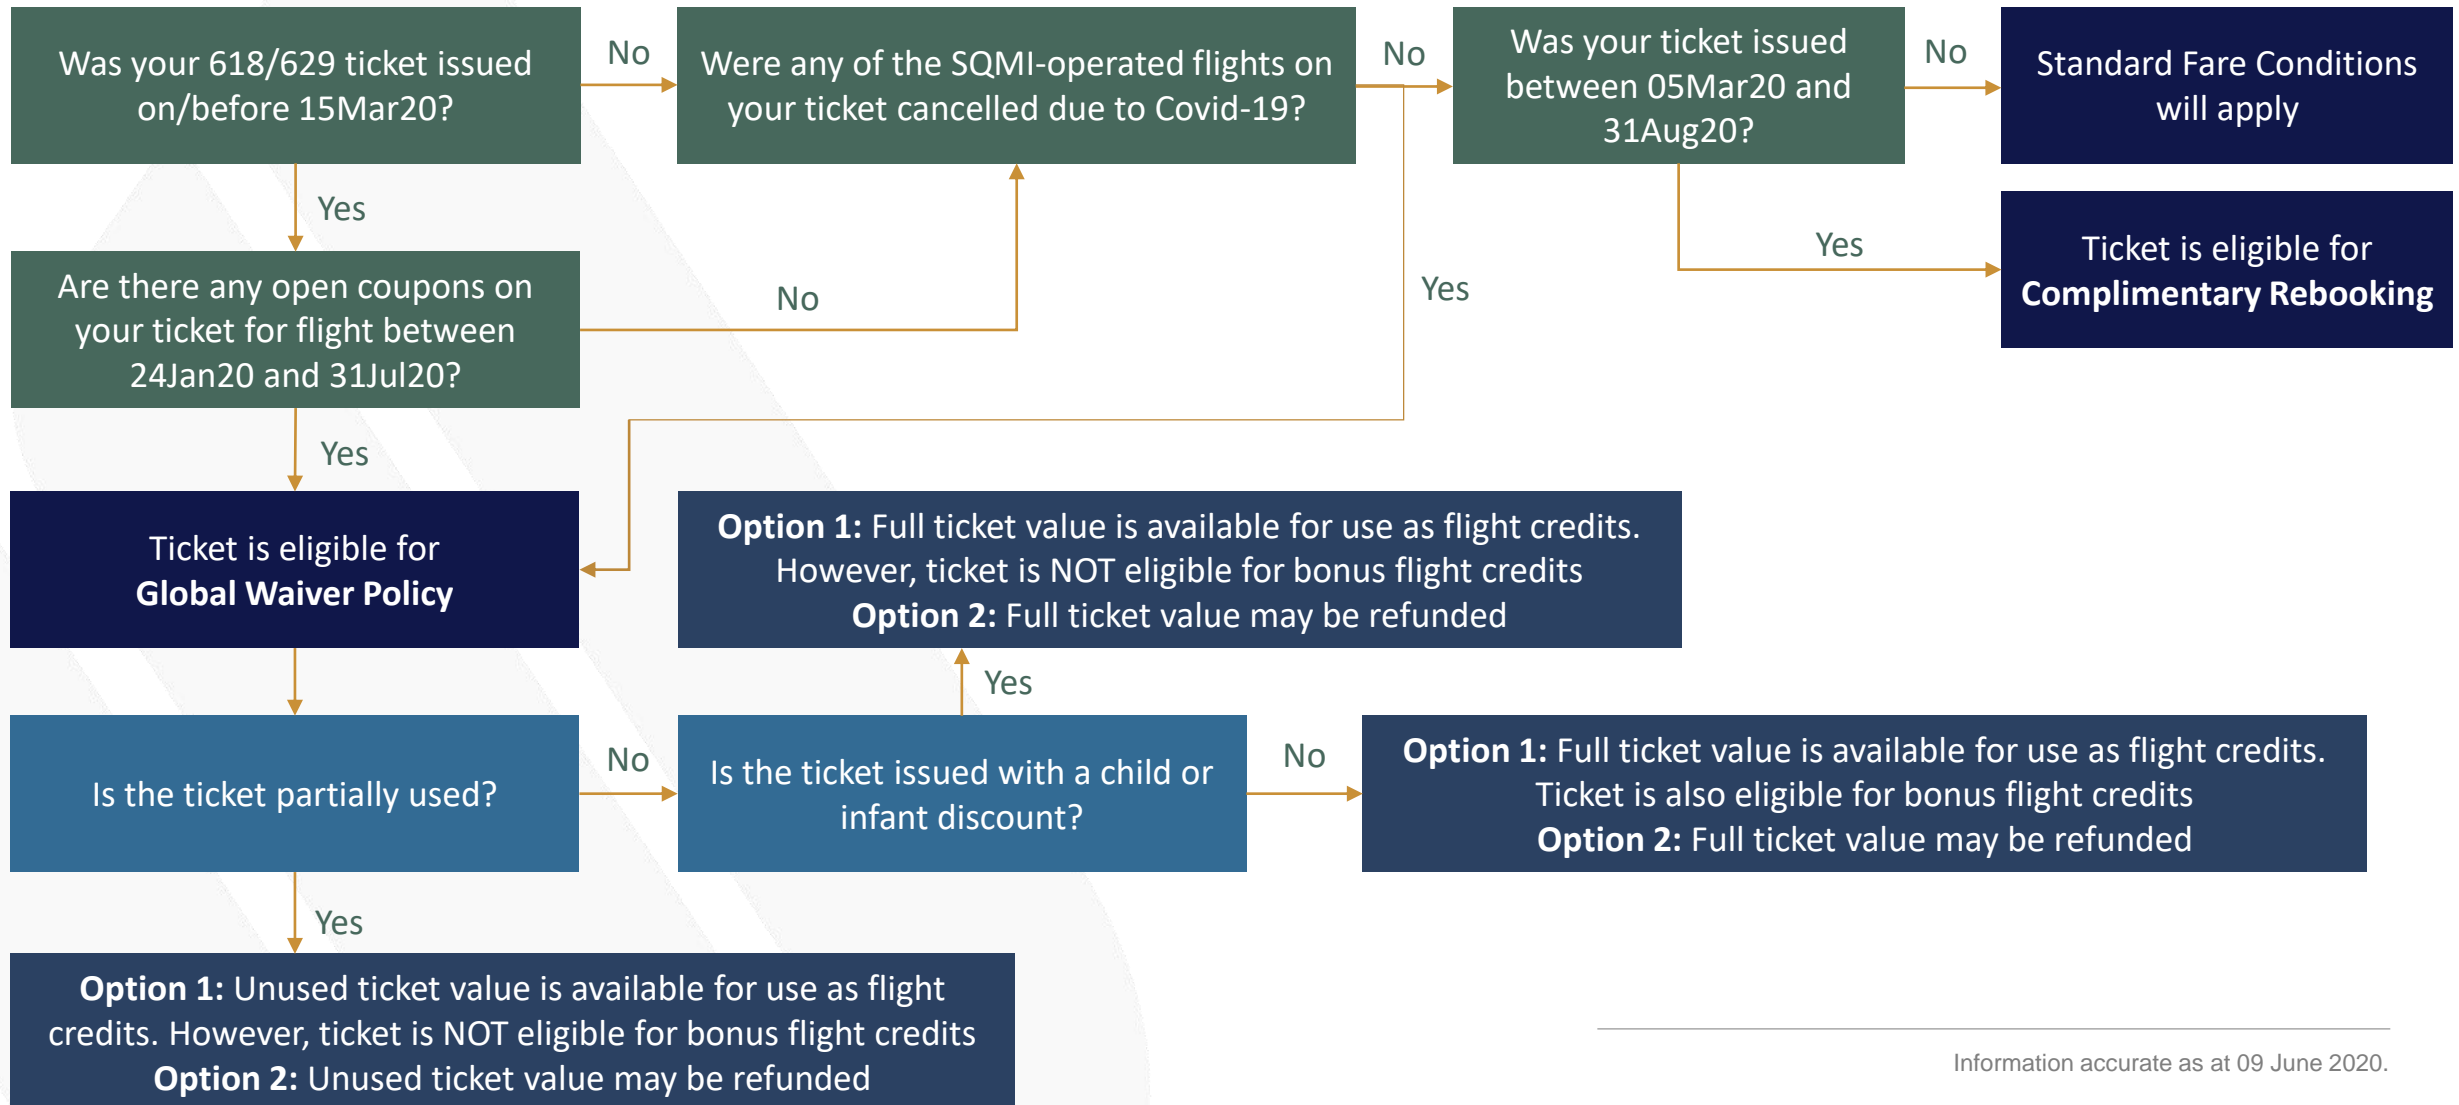 Was your 618/629 ticket issued
on/before 15Mar20?
No
Were any of the SQMI-operated flights on
your ticket cancelled due to Covid-19?
No
Was your ticket issued
between 05Mar20 and
31Aug20?
No
Standard Fare Conditions
will apply
Yes
Yes
Ticket is eligible for
Complimentary Rebooking
Are there any open coupons on
your ticket for flight between
24Jan20 and 31Jul20?
No
Yes
Yes
Ticket is eligible for
Global Waiver Policy
Option 1: Full ticket value is available for use as flight credits.
However, ticket is NOT eligible for bonus flight credits
Option 2: Full ticket value may be refunded
Yes
Is the ticket partially used?
No
Is the ticket issued with a child or
infant discount?
No
Option 1: Full ticket value is available for use as flight credits.
Ticket is also eligible for bonus flight credits
Option 2: Full ticket value may be refunded
Yes
Option 1: Unused ticket value is available for use as flight
credits. However, ticket is NOT eligible for bonus flight credits
Option 2: Unused ticket value may be refunded
Information accurate as at 09 June 2020.